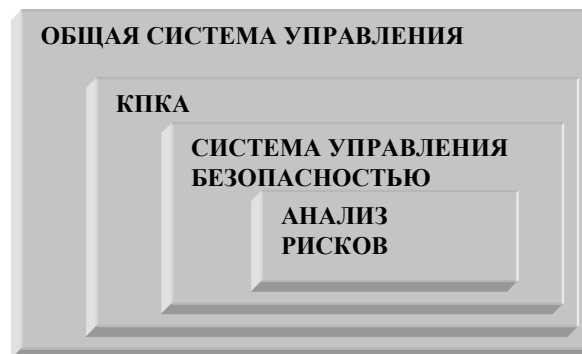 ОБЩАЯ СИСТЕМА УПРАВЛЕНИЯ
КПКА
СИСТЕМА УПРАВЛЕНИЯ
БЕЗОПАСНОСТЬЮ
АНАЛИЗ
РИСКОВ